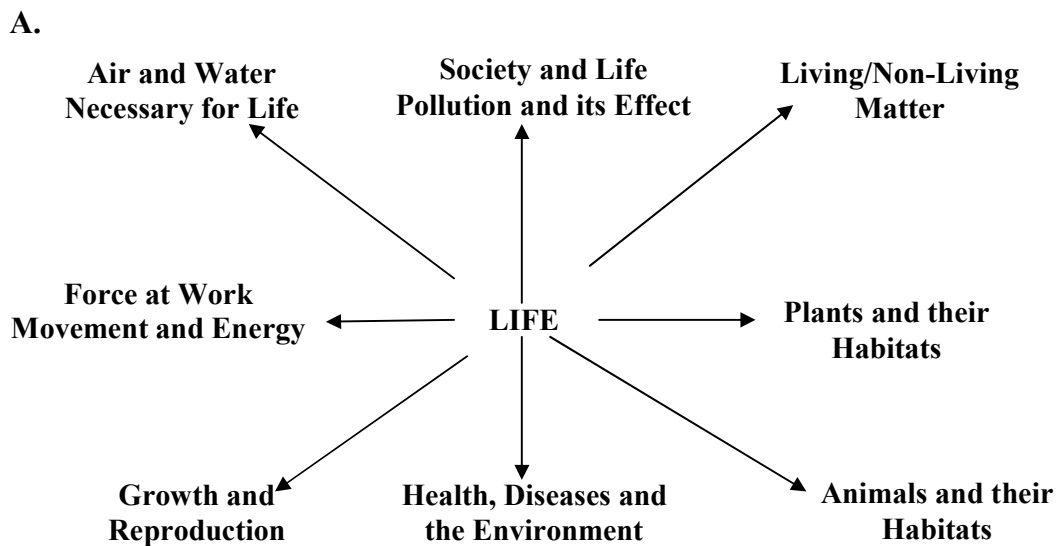 A.
Air and Water
Necessary for Life
Society and Life
Pollution and its Effect
Living/Non-Living
Matter
Force at Work
Movement and Energy
LIFE
Plants and their
Habitats
Growth and
Reproduction
Health, Diseases and
the Environment
Animals and their
Habitats